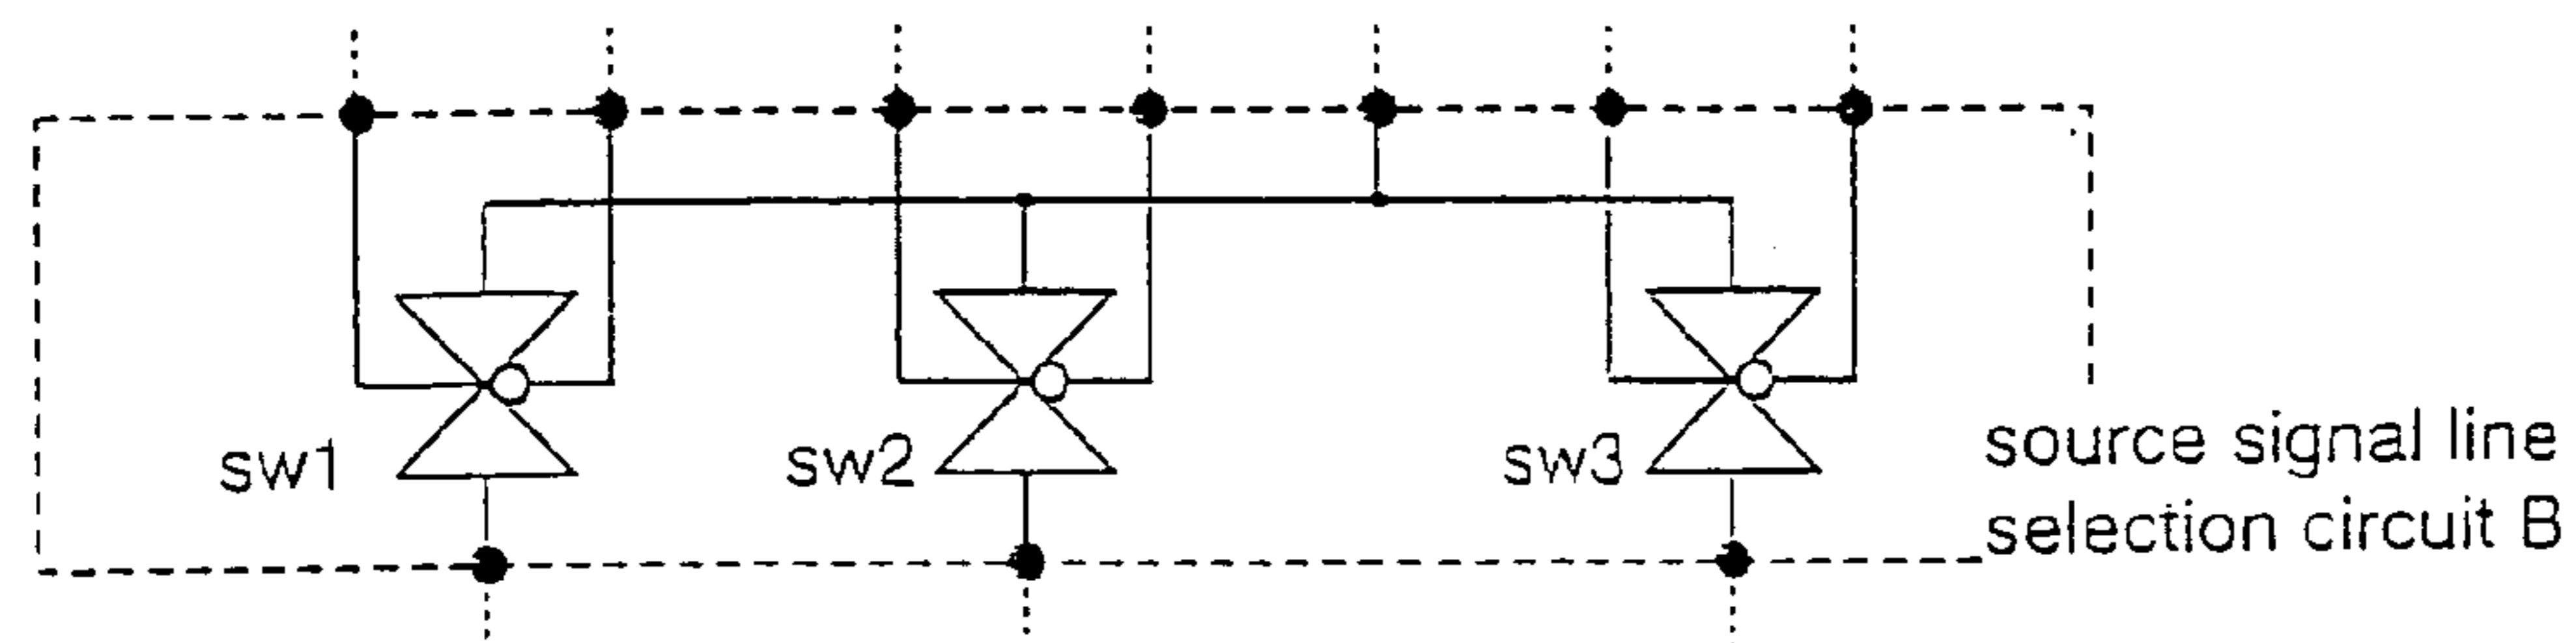 sw1
sw2
sw3
source signal line
selection circuit B